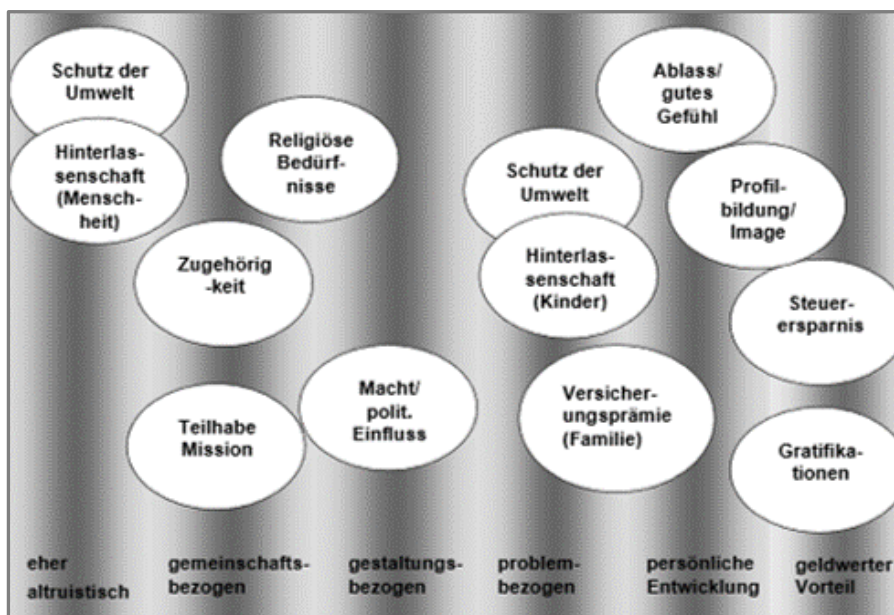 Schutz der
Umwelt
Hinterlas-
senschaft
(Mensch-
heit)
Religiöse
Bedürf-
nisse
Zugehörig
-keit
Teilhabe
Mission
Macht/
polit.
Einfluss
Schutz der
Umwelt
Hinterlas-
senschaft
(Kinder)
Versicher-
ungsprämie
(Familie)
Ablass/
gutes
Gefühl
Profil-
bildung/
Image
Steuer-
ersparnis
Gratifika-
tionen
eher
altruistisch
gemeinschafts-
bezogen
gestaltungs-
bezogen
problem-
bezogen
persönliche
Entwicklung
geldwerter
Vorteil